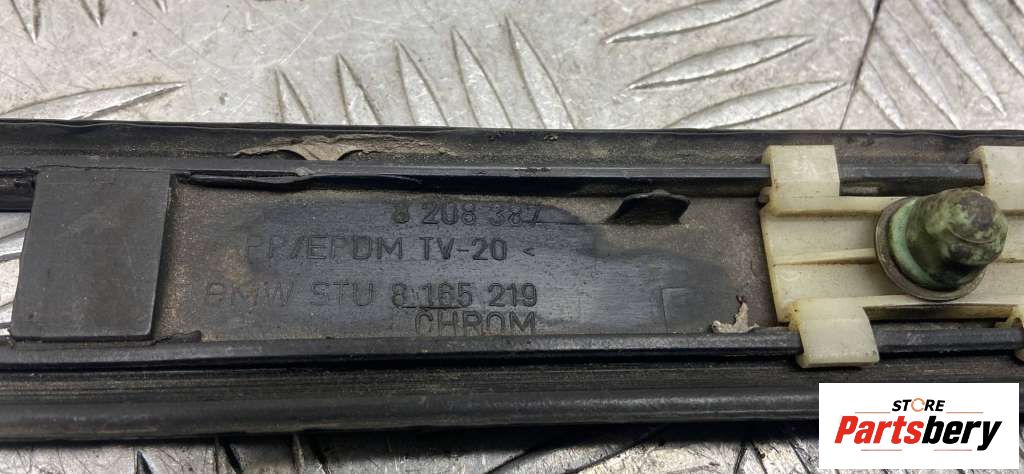 8 208 387
PP/EPDM TV-20 <
BMW STU 8 165 219
CHROM
STORE
Partsbery